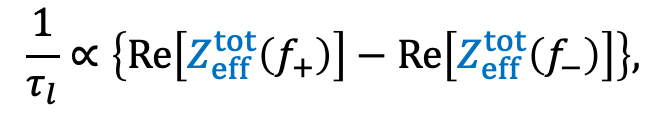 1/τ_l ∝ {Re[Z_eff^tot(f_+)] − Re[Z_eff^tot(f_−)]},